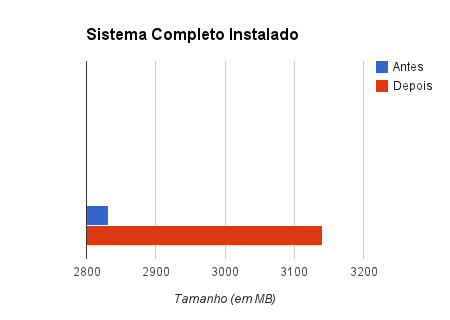 Sistema Completo Instalado
Antes
Depois
2800 2900 3000 3100 3200
Tamanho (em MB)